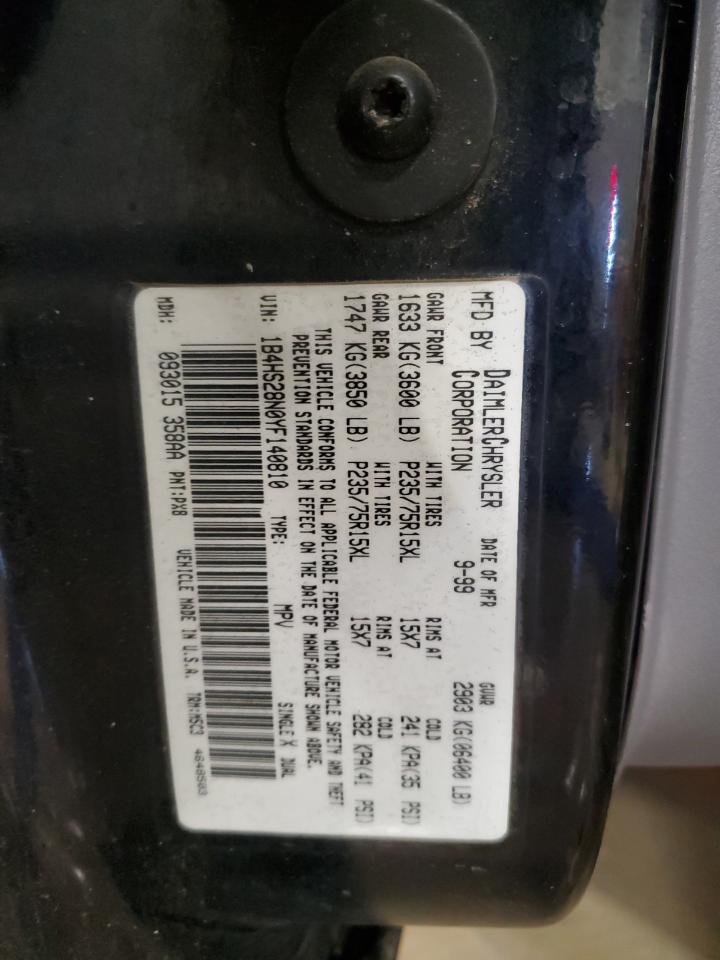 MFD BY DAIMLERCHRYSLER CORPORATION DATE OF MFR 9-99 GVWR 2903 KG(06400 LB)
GAWR FRONT WITH TIRES RIMS AT COLD
1633 KG(3600 LB) P235/75R15XL 15X7 241 KPA(35 PSI)
GAWR REAR WITH TIRES RIMS AT COLD
1747 KG(3850 LB) P235/75R15XL 15X7 282 KPA(41 PSI)
THIS VEHICLE CONFORMS TO ALL APPLICABLE FEDERAL MOTOR VEHICLE SAFETY AND THEFT
PREVENTION STANDARDS IN EFFECT ON THE DATE OF MANUFACTURE SHOWN ABOVE.
VIN: 1B4HS28N0YF140810 TYPE: MPV SINGLE X DUAL
MDH: 093015 358AA PNT:PX8 VEHICLE MADE IN U.S.A. TRM:M5C3 4648503